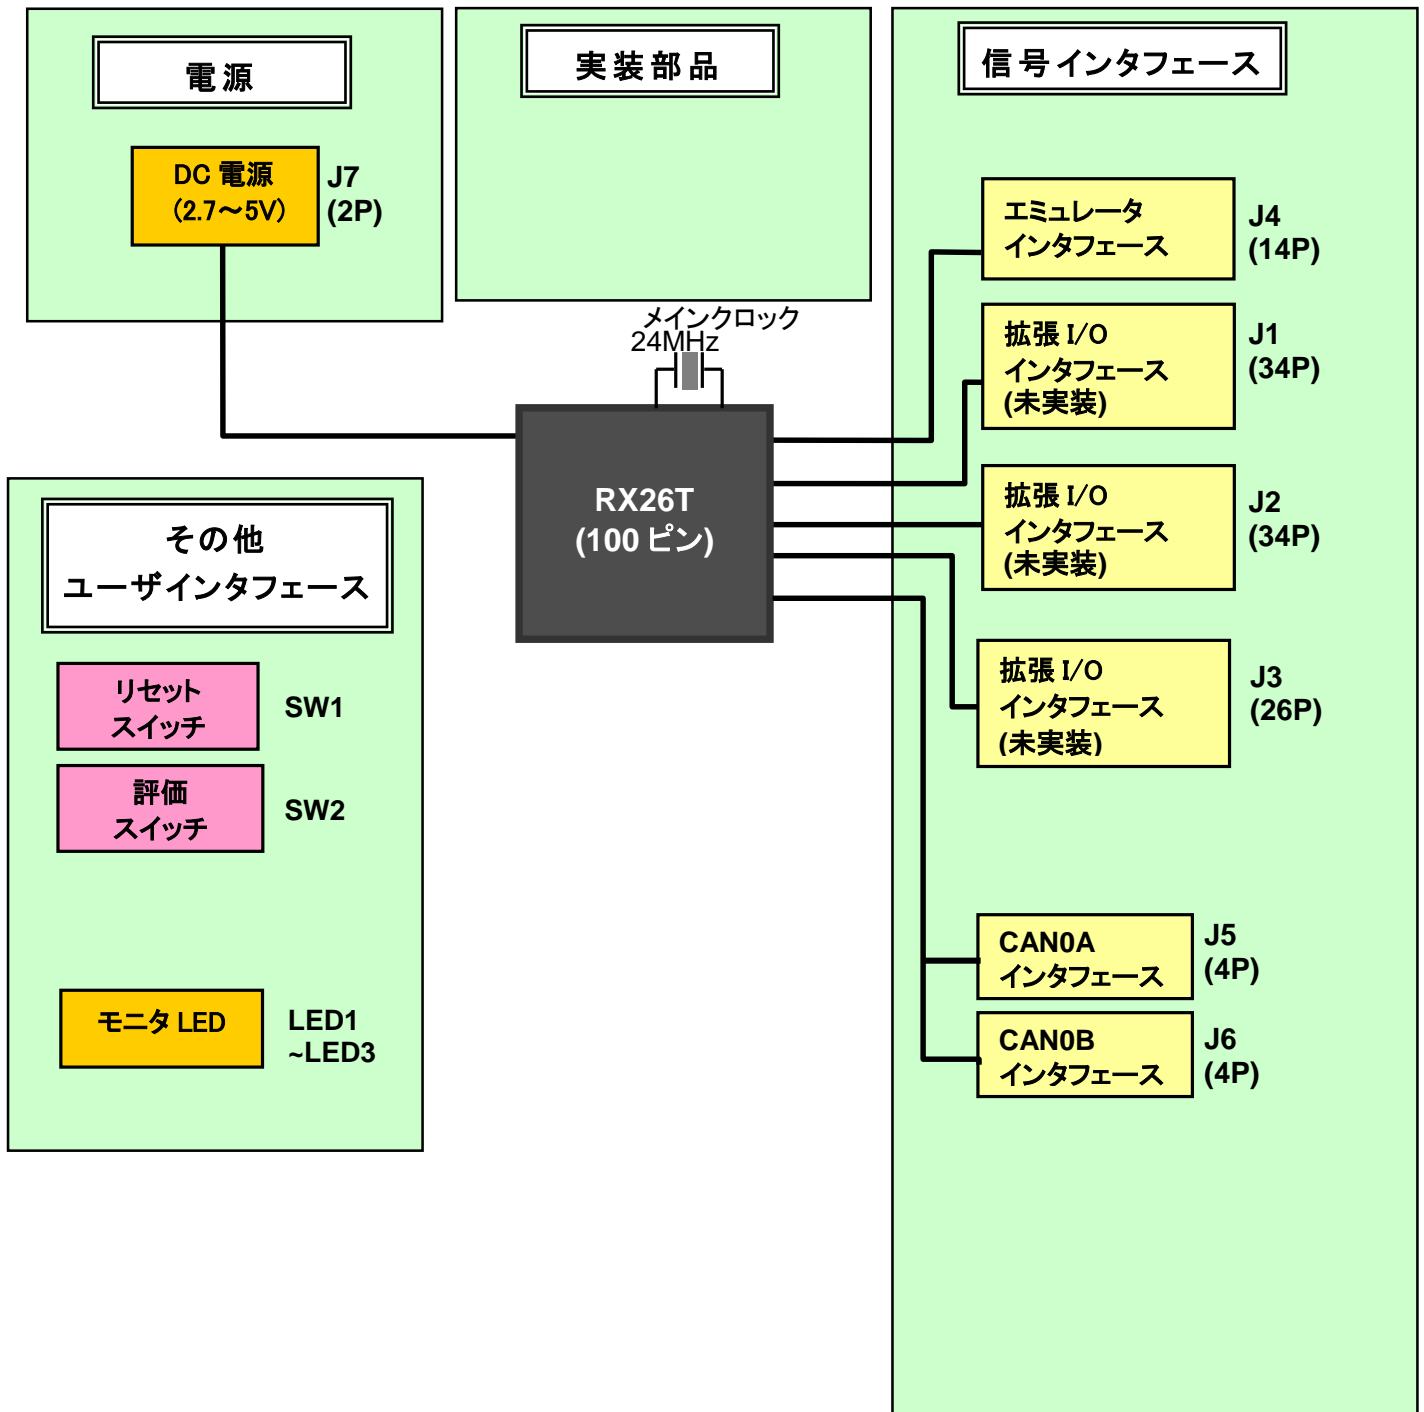 電源
DC 電源
(2.7～5V)
J7
(2P)
実装部品
信号インタフェース
エミュレータ
インタフェース
J4
(14P)
拡張 I/O
インタフェース
(未実装)
J1
(34P)
拡張 I/O
インタフェース
(未実装)
J2
(34P)
拡張 I/O
インタフェース
(未実装)
J3
(26P)
CAN0A
インタフェース
J5
(4P)
CAN0B
インタフェース
J6
(4P)
メインクロック
24MHz
RX26T
(100 ピン)
その他
ユーザインタフェース
リセット
スイッチ
SW1
評価
スイッチ
SW2
モニタ LED
LED1
~LED3